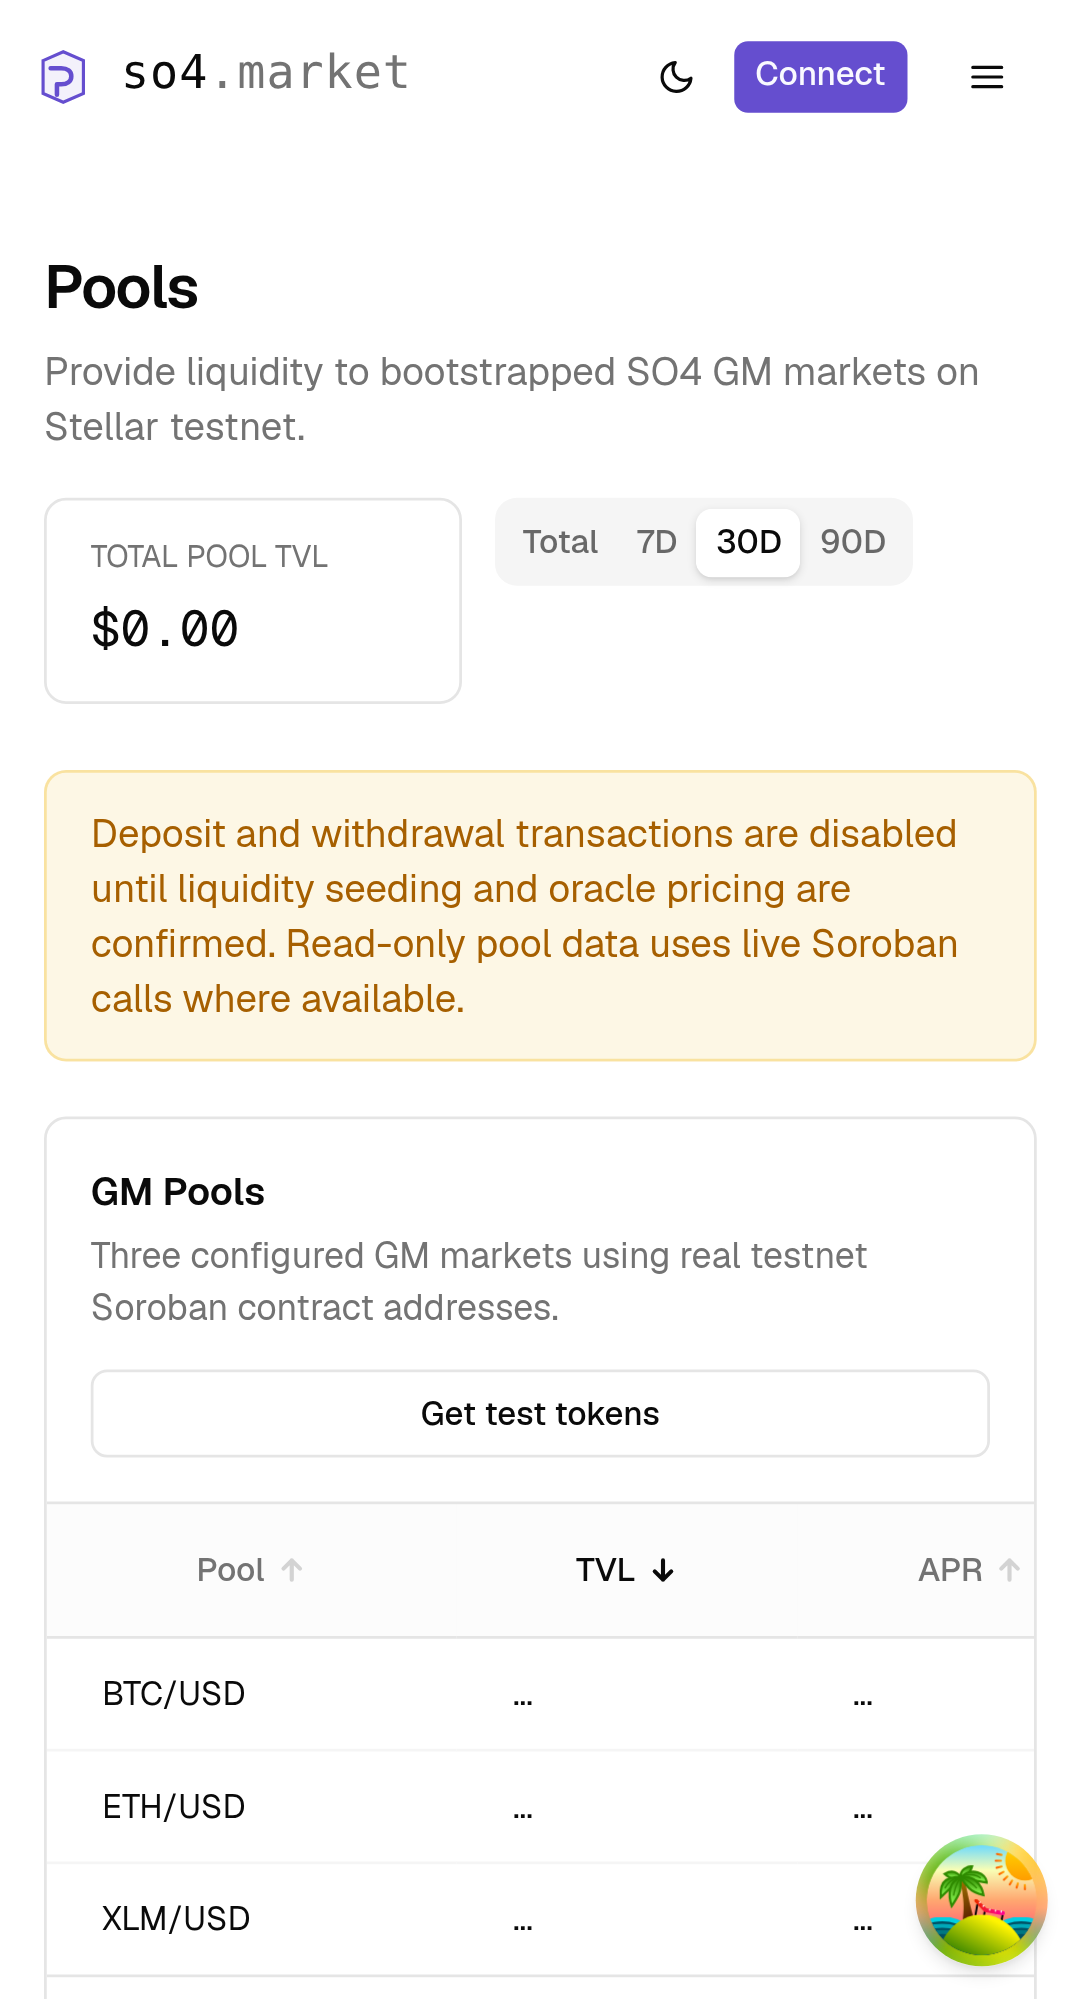 so4.market
Connect
Pools
Provide liquidity to bootstrapped SO4 GM markets on
Stellar testnet.
TOTAL POOL TVL
$0.00
Total 7D 30D 90D
Deposit and withdrawal transactions are disabled
until liquidity seeding and oracle pricing are
confirmed. Read-only pool data uses live Soroban
calls where available.
GM Pools
Three configured GM markets using real testnet
Soroban contract addresses.
Get test tokens
Pool ↑ TVL ↓ APR ↑
BTC/USD ... ...
ETH/USD ... ...
XLM/USD ... ...